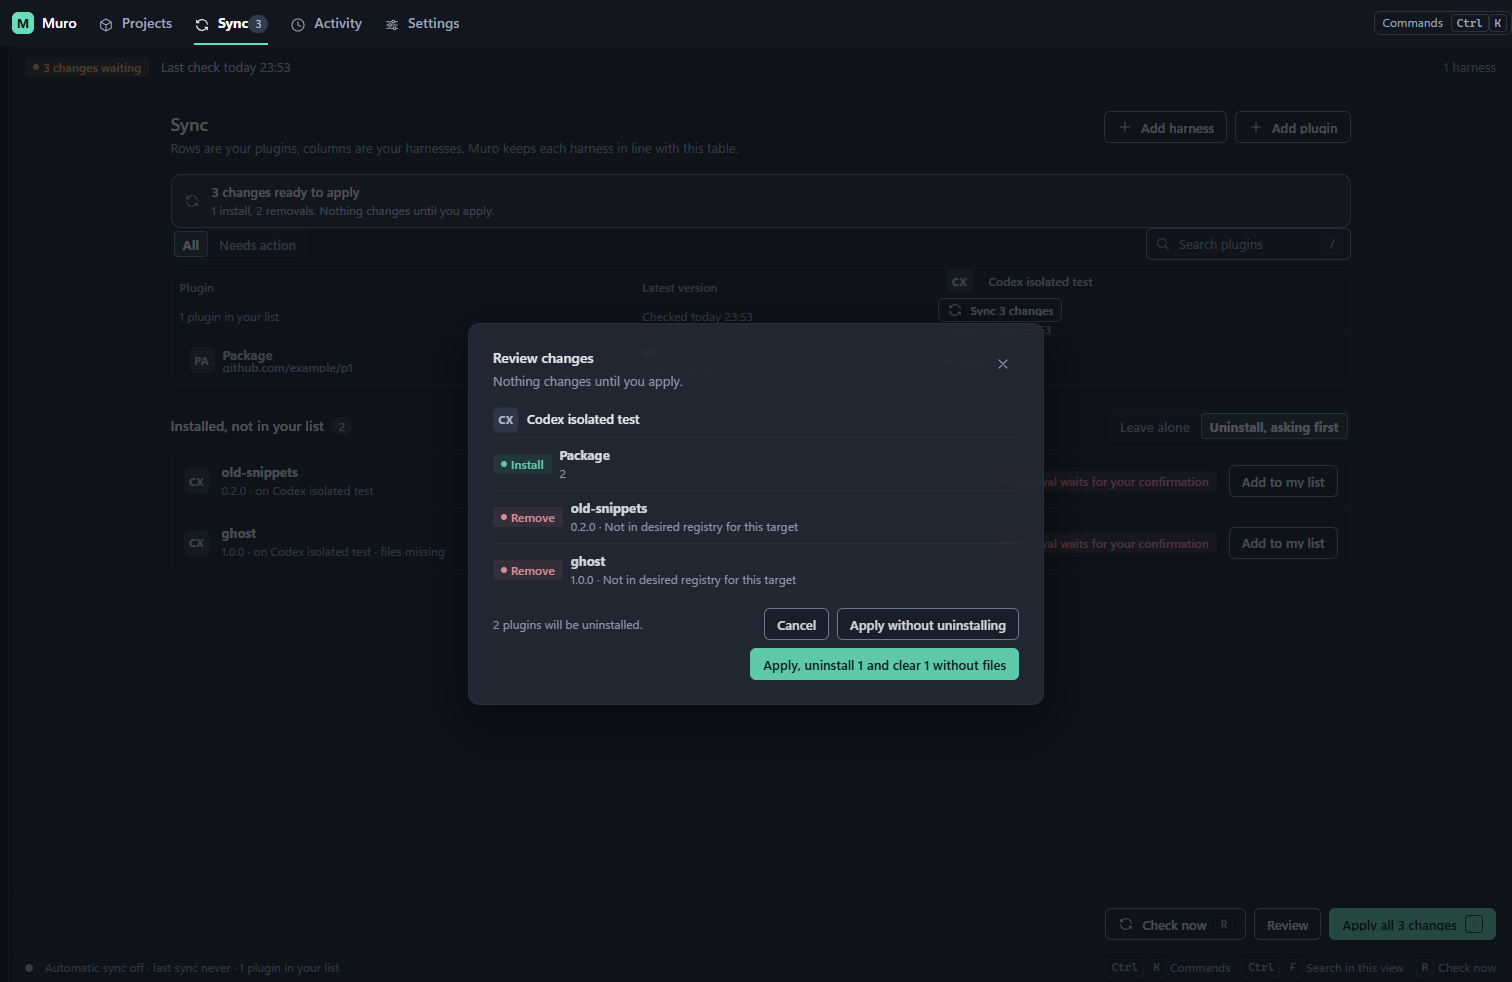 M Muro Projects Sync 3 Activity Settings Commands Ctrl K
3 changes waiting Last check today 23:53 1 harness
Sync
Add harness Add plugin
Rows are your plugins, columns are your harnesses. Muro keeps each harness in line with this table.
3 changes ready to apply
1 install, 2 removals. Nothing changes until you apply.
All Needs action Search plugins /
Plugin Latest version CX Codex isolated test
1 plugin in your list Checked today 23:53 Sync 3 changes
PA Package
github.com/example/p1
Review changes
Nothing changes until you apply.
CX Codex isolated test
Install Package
2
Remove old-snippets
0.2.0 · Not in desired registry for this target
Remove ghost
1.0.0 · Not in desired registry for this target
2 plugins will be uninstalled. Cancel Apply without uninstalling
Apply, uninstall 1 and clear 1 without files
Installed, not in your list 2 Leave alone Uninstall, asking first
CX old-snippets
0.2.0 · on Codex isolated test
waits for your confirmation Add to my list
CX ghost
1.0.0 · on Codex isolated test · files missing
waits for your confirmation Add to my list
Check now R Review Apply all 3 changes
Automatic sync off · last sync never · 1 plugin in your list Ctrl K Commands Ctrl F Search in this view R Check now